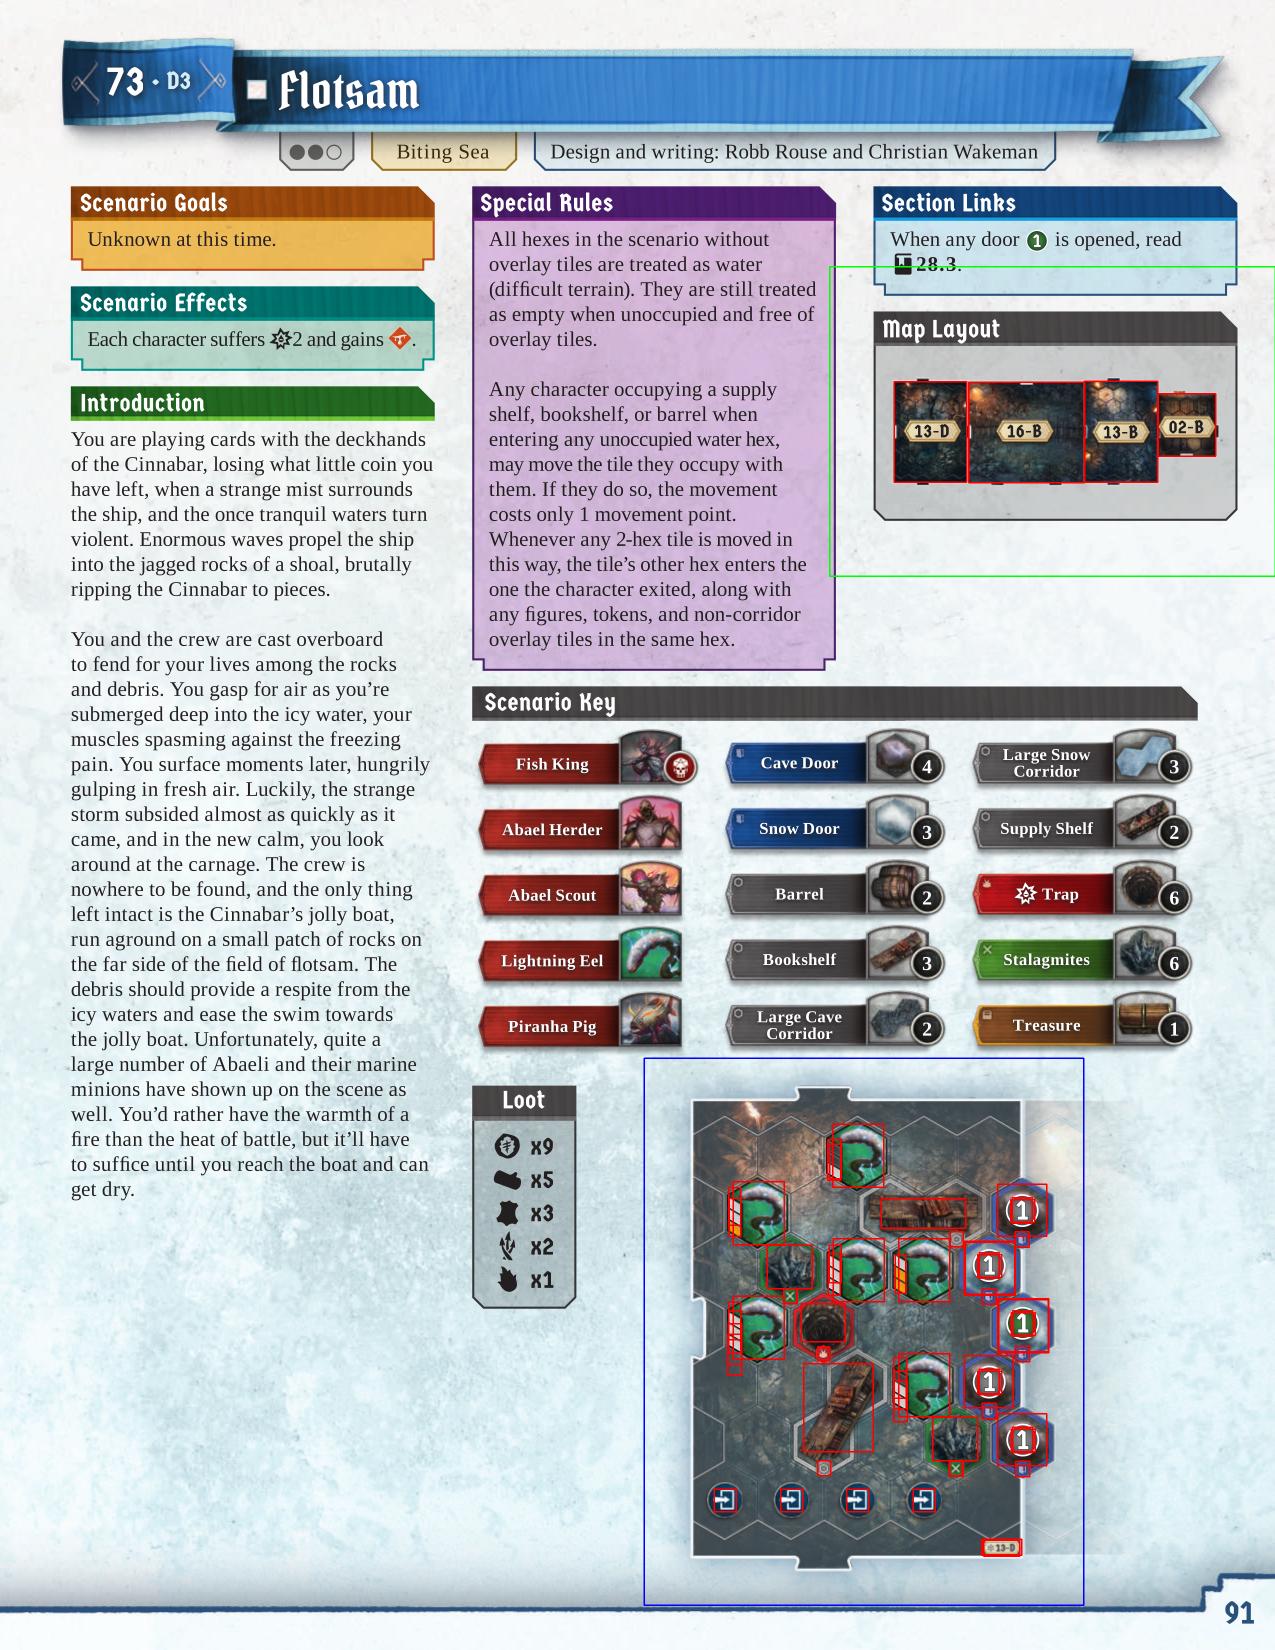 73 · D3
Flotsam
Biting Sea
Design and writing: Robb Rouse and Christian Wakeman
Scenario Goals
Unknown at this time.
Scenario Effects
Each character suffers 2 and gains .
Introduction
You are playing cards with the deckhands
of the Cinnabar, losing what little coin you
have left, when a strange mist surrounds
the ship, and the once tranquil waters turn
violent. Enormous waves propel the ship
into the jagged rocks of a shoal, brutally
ripping the Cinnabar to pieces.
You and the crew are cast overboard
to fend for your lives among the rocks
and debris. You gasp for air as you’re
submerged deep into the icy water, your
muscles spasming against the freezing
pain. You surface moments later, hungrily
gulping in fresh air. Luckily, the strange
storm subsided almost as quickly as it
came, and in the new calm, you look
around at the carnage. The crew is
nowhere to be found, and the only thing
left intact is the Cinnabar’s jolly boat,
run aground on a small patch of rocks on
the far side of the field of flotsam. The
debris should provide a respite from the
icy waters and ease the swim towards
the jolly boat. Unfortunately, quite a
large number of Abaeli and their marine
minions have shown up on the scene as
well. You’d rather have the warmth of a
fire than the heat of battle, but it’ll have
to suffice until you reach the boat and can
get dry.
Special Rules
All hexes in the scenario without
overlay tiles are treated as water
(difficult terrain). They are still treated
as empty when unoccupied and free of
overlay tiles.
Any character occupying a supply
shelf, bookshelf, or barrel when
entering any unoccupied water hex,
may move the tile they occupy with
them. If they do so, the movement
costs only 1 movement point.
Whenever any 2-hex tile is moved in
this way, the tile’s other hex enters the
one the character exited, along with
any figures, tokens, and non-corridor
overlay tiles in the same hex.
Section Links
When any door 1 is opened, read
28.3.
Map Layout
13-D
16-B
13-B
02-B
Scenario Key
Fish King
Cave Door 4
Large Snow
Corridor 3
Abael Herder
Snow Door 3
Supply Shelf 2
Abael Scout
Barrel 2
Trap 6
Lightning Eel
Bookshelf 3
Stalagmites 6
Piranha Pig
Large Cave
Corridor 2
Treasure 1
Loot
x9
x5
x3
x2
x1
1
1
1
1
1
13-D
91